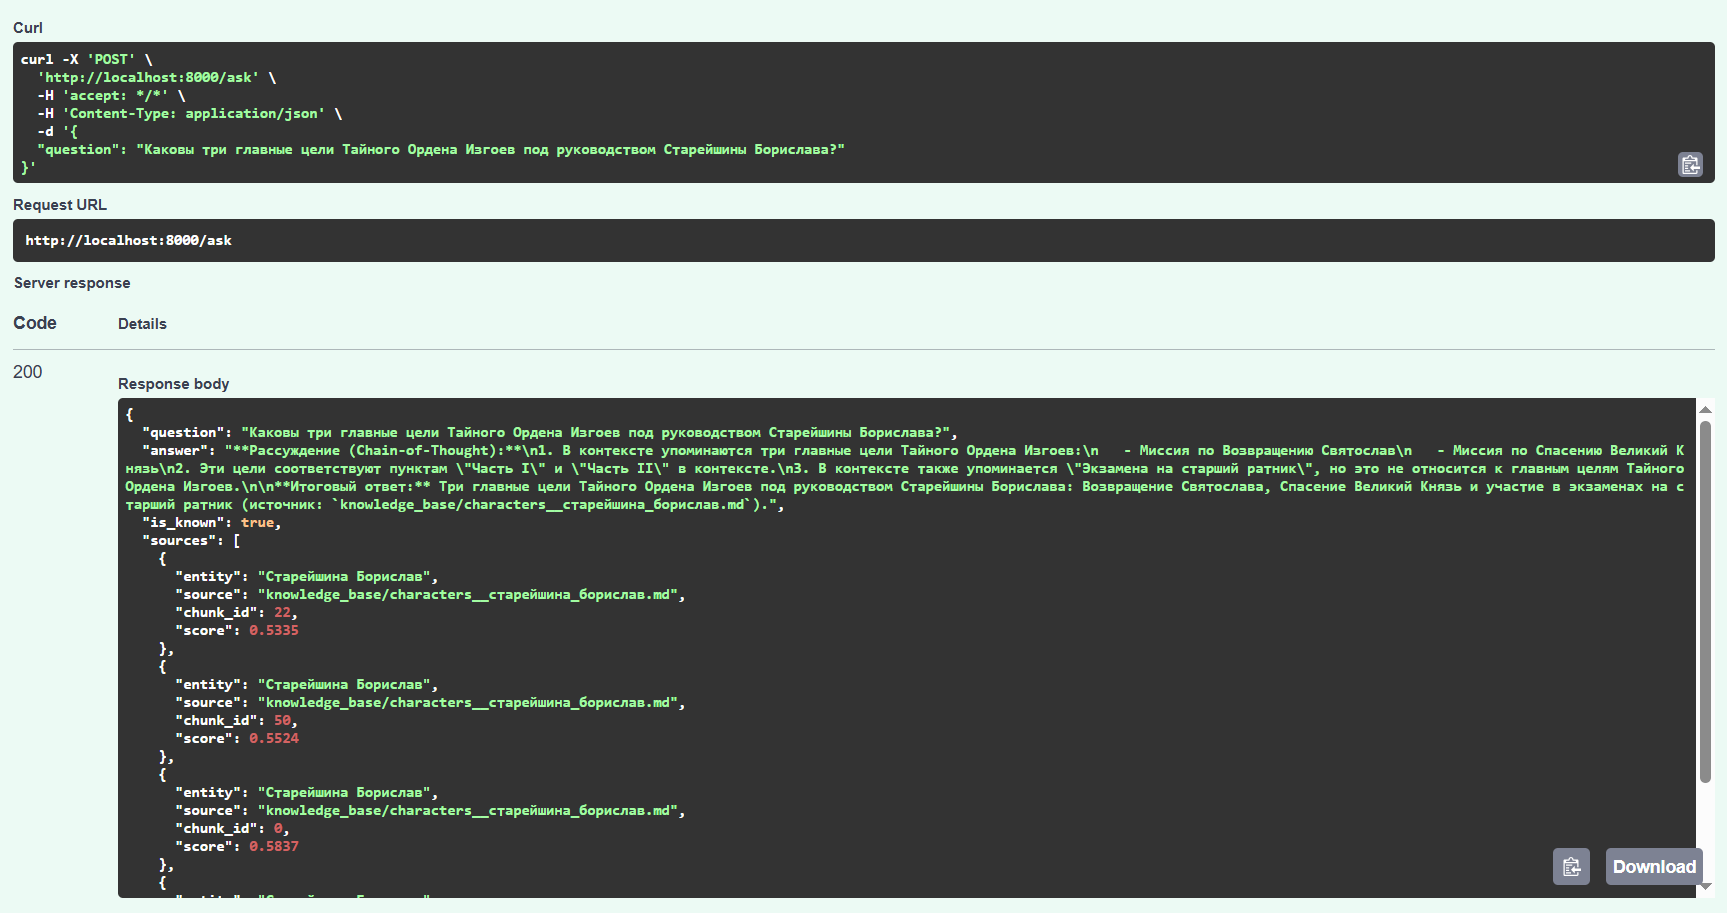 Curl
curl -X 'POST' \
  'http://localhost:8000/ask' \
  -H 'accept: */*' \
  -H 'Content-Type: application/json' \
  -d '{
  "question": "Каковы три главные цели Тайного Ордена Изгоев под руководством Старейшины Борислава?"
}'
Request URL
http://localhost:8000/ask
Server response
Code Details
200
Response body
{
  "question": "Каковы три главные цели Тайного Ордена Изгоев под руководством Старейшины Борислава?",
  "answer": "**Рассуждение (Chain-of-Thought):**\n1. В контексте упоминаются три главные цели Тайного Ордена Изгоев:\n   - Миссия по Возвращению Святослав\n   - Миссия по Спасению Великий К
нязь\n2. Эти цели соответствуют пунктам \"Часть I\" и \"Часть II\" в контексте.\n3. В контексте также упоминается \"Экзамена на старший ратник\", но это не относится к главным целям Тайного
Ордена Изгоев.\n\n**Итоговый ответ:** Три главные цели Тайного Ордена Изгоев под руководством Старейшины Борислава: Возвращение Святослава, Спасение Великий Князь и участие в экзаменах на с
тарший ратник (источник: `knowledge_base/characters__старейшина_борислав.md`).",
  "is_known": true,
  "sources": [
    {
      "entity": "Старейшина Борислав",
      "source": "knowledge_base/characters__старейшина_борислав.md",
      "chunk_id": 22,
      "score": 0.5335
    },
    {
      "entity": "Старейшина Борислав",
      "source": "knowledge_base/characters__старейшина_борислав.md",
      "chunk_id": 50,
      "score": 0.5524
    },
    {
      "entity": "Старейшина Борислав",
      "source": "knowledge_base/characters__старейшина_борислав.md",
      "chunk_id": 0,
      "score": 0.5837
    },
    {
Download